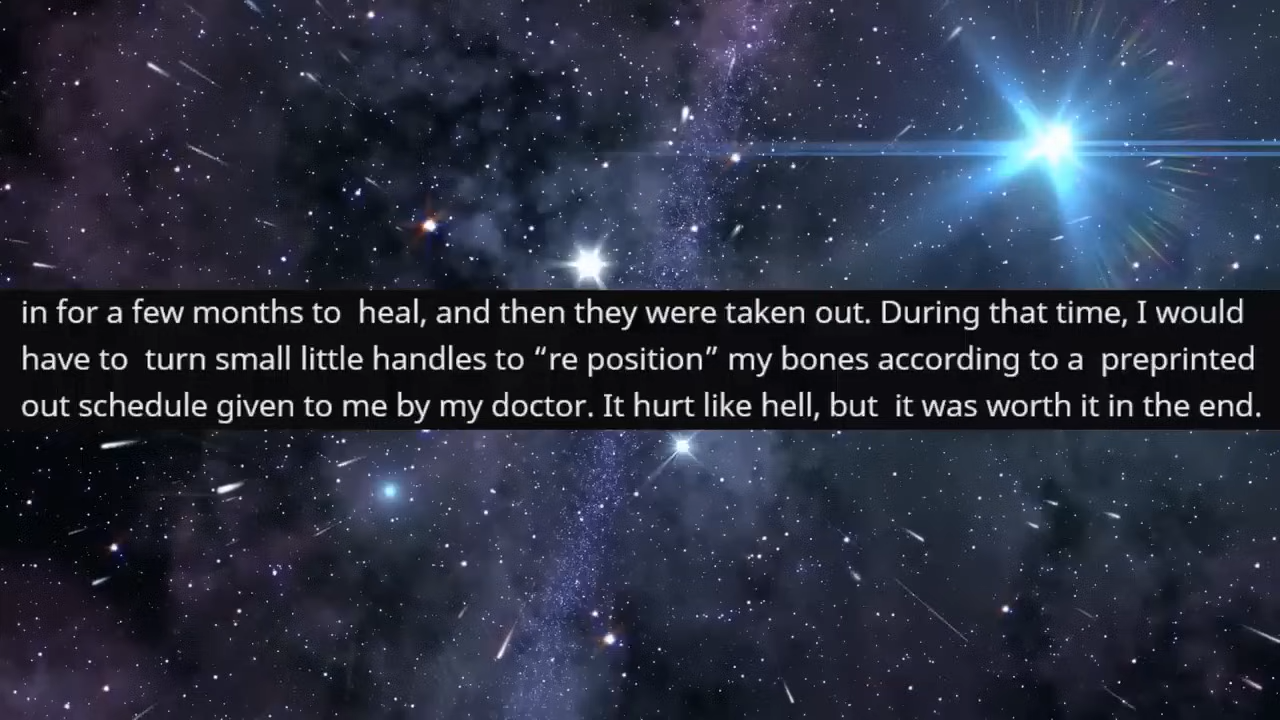 in for a few months to  heal, and then they were taken out. During that time, I would
have to  turn small little handles to “re position” my bones according to a  preprinted
out schedule given to me by my doctor. It hurt like hell, but  it was worth it in the end.